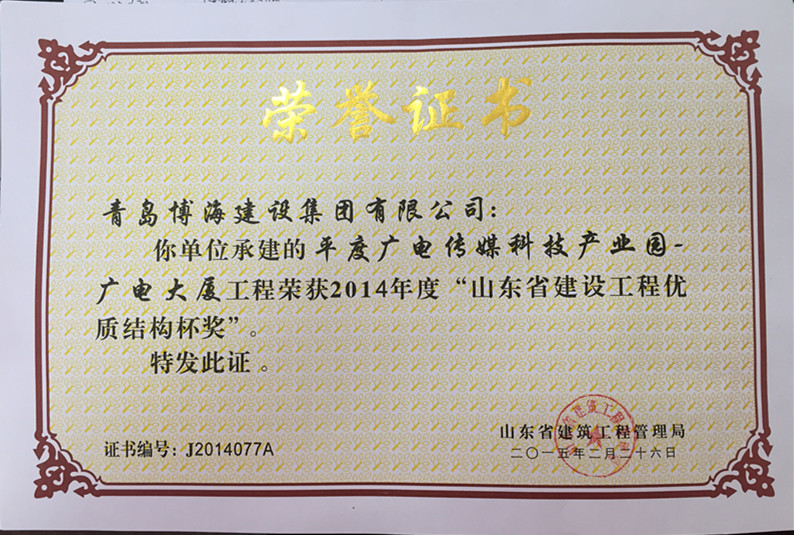 荣誉证书
青岛博海建设集团有限公司：
你单位承建的平度广电传媒科技产业园-
广电大厦工程荣获2014年度“山东省建设工程优
质结构杯奖”。
特发此证。
山东省建筑工程管理局
证书编号：J2014077A
二〇一五年二月二十六日